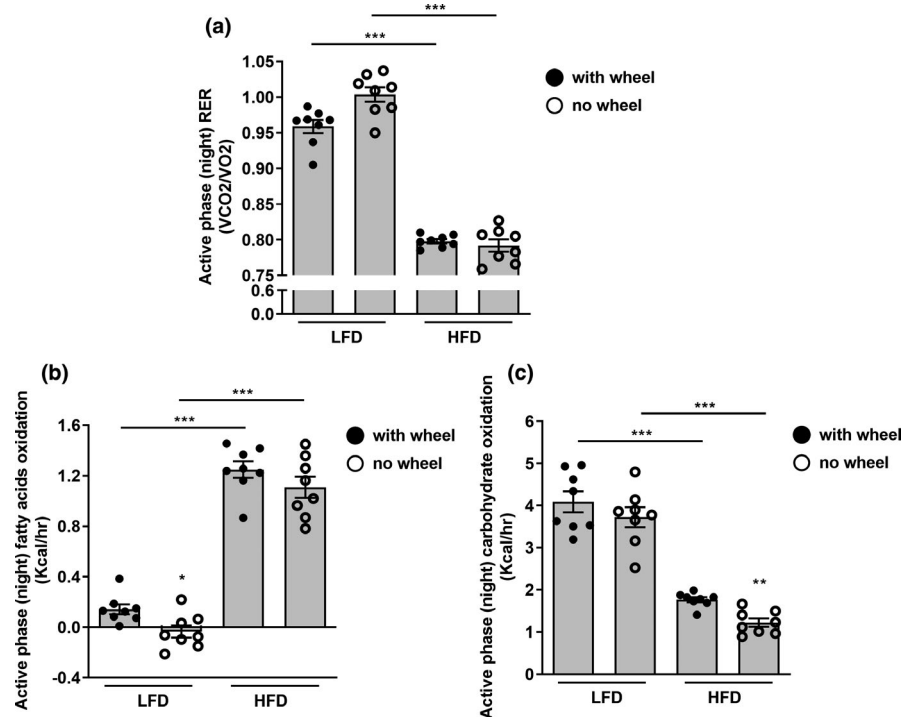 (a)
***
***
Active phase (night) RER
(VCO2/VO2)
1.05
1.00
0.95
0.90
0.85
0.80
0.75
0.6
0.0
LFD
HFD
with wheel
no wheel
(b)
***
***
Active phase (night) fatty acids oxidation
(Kcal/hr)
1.6
1.2
0.8
0.4
0.0
-0.4
*
LFD
HFD
with wheel
no wheel
(c)
***
***
Active phase (night) carbohydrate oxidation
(Kcal/hr)
6
5
4
3
2
1
0
**
LFD
HFD
with wheel
no wheel